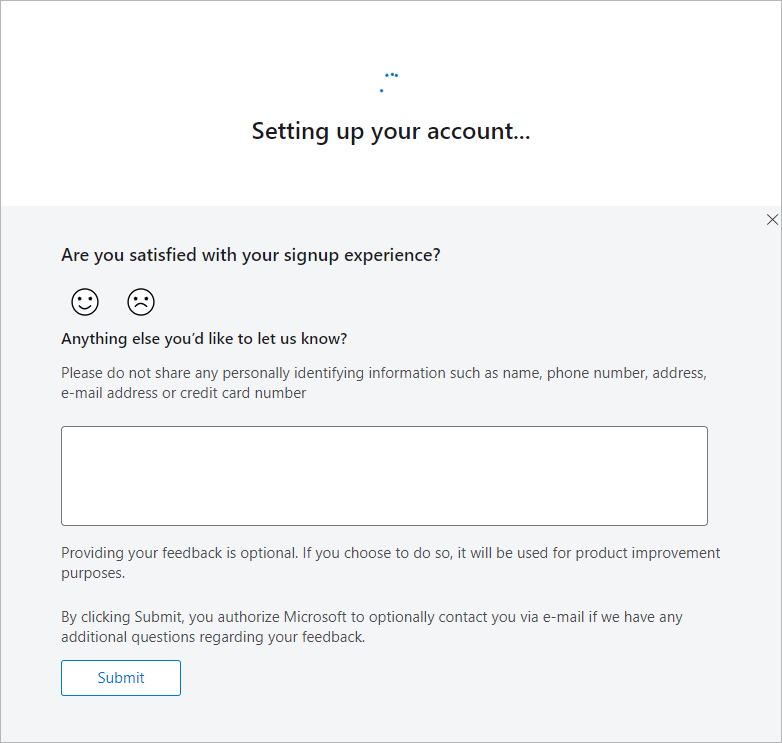 Setting up your account...
Are you satisfied with your signup experience?
Anything else you’d like to let us know?
Please do not share any personally identifying information such as name, phone number, address,
e-mail address or credit card number
Providing your feedback is optional. If you choose to do so, it will be used for product improvement
purposes.
By clicking Submit, you authorize Microsoft to optionally contact you via e-mail if we have any
additional questions regarding your feedback.
Submit